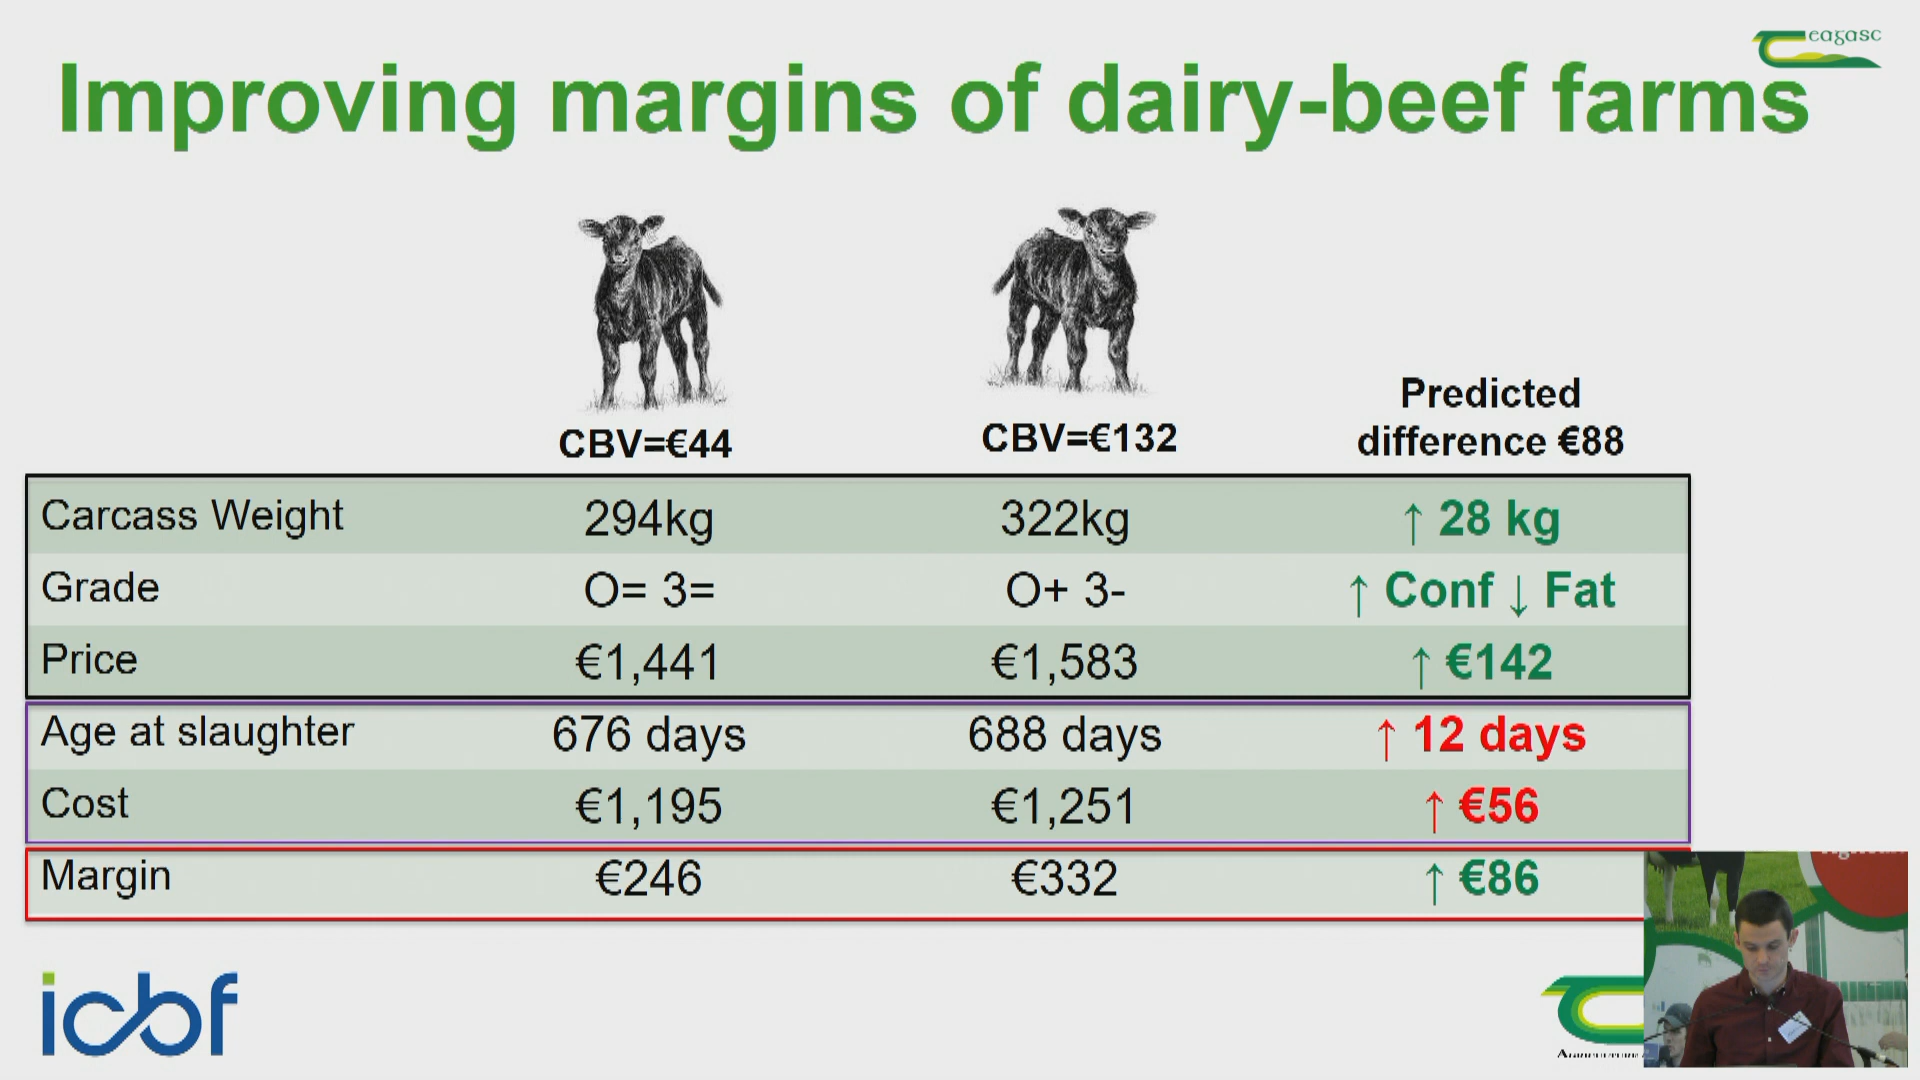 eagasc
Improving margins of dairy-beef farms
CBV=€44
CBV=€132
Predicted
difference €88
Carcass Weight 294kg 322kg ↑ 28 kg
Grade O= 3= O+ 3- ↑ Conf ↓ Fat
Price €1,441 €1,583 ↑ €142
Age at slaughter 676 days 688 days ↑ 12 days
Cost €1,195 €1,251 ↑ €56
Margin €246 €332 ↑ €86
icbf